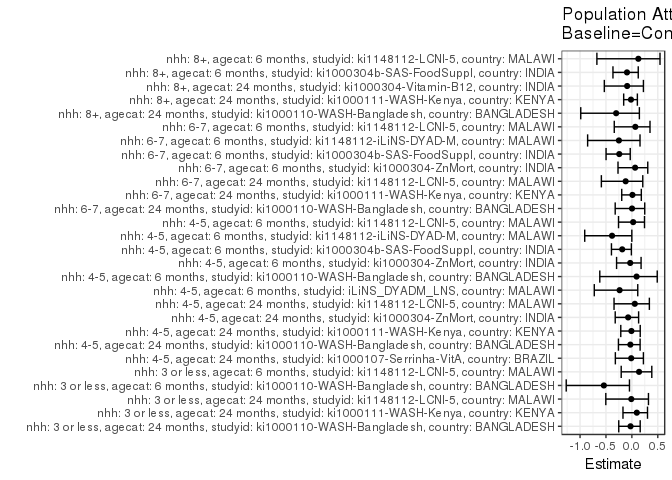 Population Att
Baseline=Con
nhh: 8+, agecat: 6 months, studyid: ki1148112-LCNI-5, country: MALAWI
nhh: 8+, agecat: 6 months, studyid: ki1000304b-SAS-FoodSuppl, country: INDIA
nhh: 8+, agecat: 24 months, studyid: ki1000304-Vitamin-B12, country: INDIA
nhh: 8+, agecat: 24 months, studyid: ki1000111-WASH-Kenya, country: KENYA
nhh: 8+, agecat: 24 months, studyid: ki1000110-WASH-Bangladesh, country: BANGLADESH
nhh: 6-7, agecat: 6 months, studyid: ki1148112-LCNI-5, country: MALAWI
nhh: 6-7, agecat: 6 months, studyid: ki1148112-iLiNS-DYAD-M, country: MALAWI
nhh: 6-7, agecat: 6 months, studyid: ki1000304b-SAS-FoodSuppl, country: INDIA
nhh: 6-7, agecat: 6 months, studyid: ki1000304-ZnMort, country: INDIA
nhh: 6-7, agecat: 24 months, studyid: ki1148112-LCNI-5, country: MALAWI
nhh: 6-7, agecat: 24 months, studyid: ki1000111-WASH-Kenya, country: KENYA
nhh: 6-7, agecat: 24 months, studyid: ki1000110-WASH-Bangladesh, country: BANGLADESH
nhh: 4-5, agecat: 6 months, studyid: ki1148112-LCNI-5, country: MALAWI
nhh: 4-5, agecat: 6 months, studyid: ki1148112-iLiNS-DYAD-M, country: MALAWI
nhh: 4-5, agecat: 6 months, studyid: ki1000304b-SAS-FoodSuppl, country: INDIA
nhh: 4-5, agecat: 6 months, studyid: ki1000304-ZnMort, country: INDIA
nhh: 4-5, agecat: 6 months, studyid: ki1000110-WASH-Bangladesh, country: BANGLADESH
nhh: 4-5, agecat: 6 months, studyid: iLiNS_DYADM_LNS, country: MALAWI
nhh: 4-5, agecat: 24 months, studyid: ki1148112-LCNI-5, country: MALAWI
nhh: 4-5, agecat: 24 months, studyid: ki1000304-ZnMort, country: INDIA
nhh: 4-5, agecat: 24 months, studyid: ki1000111-WASH-Kenya, country: KENYA
nhh: 4-5, agecat: 24 months, studyid: ki1000110-WASH-Bangladesh, country: BANGLADESH
nhh: 4-5, agecat: 24 months, studyid: ki1000107-Serrinha-VitA, country: BRAZIL
nhh: 3 or less, agecat: 6 months, studyid: ki1148112-LCNI-5, country: MALAWI
nhh: 3 or less, agecat: 6 months, studyid: ki1000110-WASH-Bangladesh, country: BANGLADESH
nhh: 3 or less, agecat: 24 months, studyid: ki1148112-LCNI-5, country: MALAWI
nhh: 3 or less, agecat: 24 months, studyid: ki1000111-WASH-Kenya, country: KENYA
nhh: 3 or less, agecat: 24 months, studyid: ki1000110-WASH-Bangladesh, country: BANGLADESH
-1.0 -0.5 0.0 0.5
Estimate